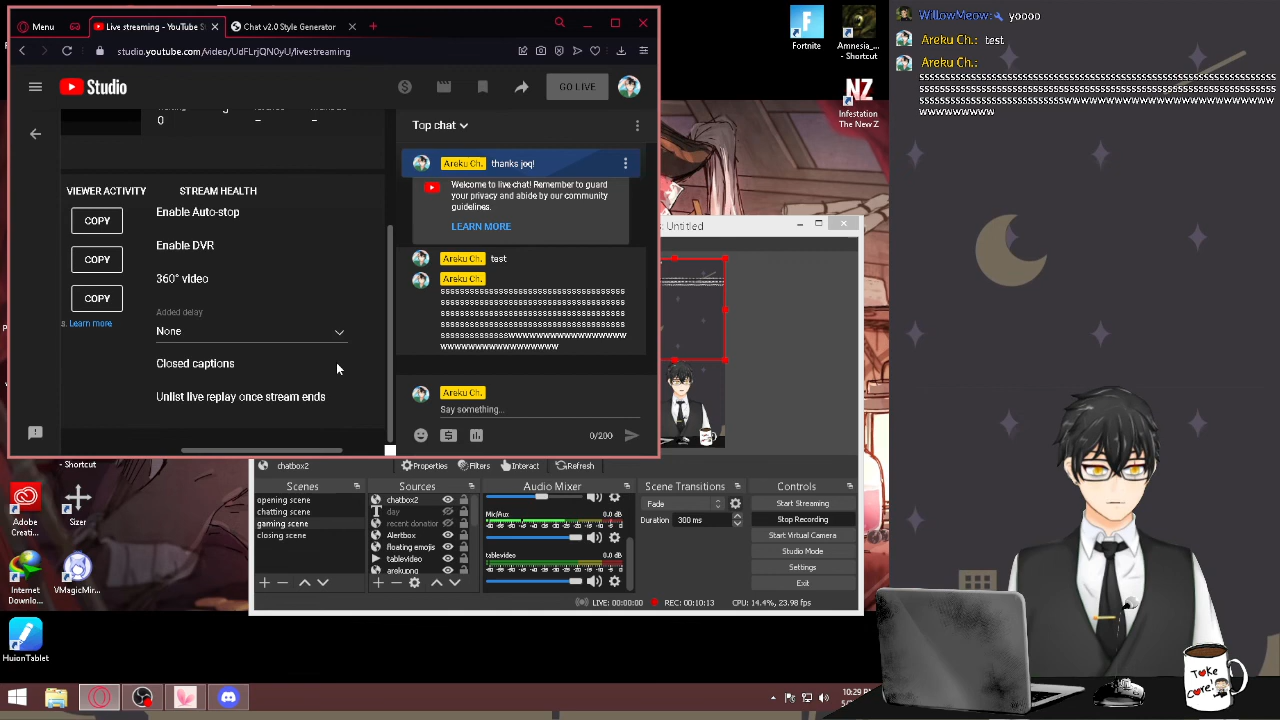 Menu
Live streaming - YouTube S
Chat v2.0 Style Generator
studio.youtube.com/video/UdFLrjQN0yU/livestreaming
Studio
GO LIVE
0
–
–
VIEWER ACTIVITY
STREAM HEALTH
COPY
COPY
COPY
s. Learn more
Enable Auto-stop
Enable DVR
360° video
Added delay
None
Closed captions
Unlist live replay once stream ends
Top chat
Areku Ch. thanks joq!
Welcome to live chat! Remember to guard
your privacy and abide by our community
guidelines.
LEARN MORE
Areku Ch. test
Areku Ch.
Areku Ch.
Say something...
0/200
Fortnite
Amnesia_...
- Shortcut
NZ
Infestation
The New Z
s: Untitled
chatbox2
Properties
Filters
Interact
Refresh
Scenes
opening scene
chatting scene
gaming scene
closing scene
Sources
chatbox2
day
recent donation
Alertbox
floating emojis
tablevideo
arekupng
Audio Mixer
Mic/Aux
0.0 dB
tablevideo
0.0 dB
Scene Transitions
Fade
Duration
300 ms
Controls
Start Streaming
Stop Recording
Start Virtual Camera
Studio Mode
Settings
Exit
LIVE: 00:00:00
REC: 00:10:13
CPU: 14.4%, 23.98 fps
- Shortcut
Adobe
Creati...
Sizer
Internet
Downlo...
VMagicMir...
HuionTablet
10:29
WillowMeow: yoooo
Areku Ch.: test
Areku Ch.:
Take
Care!